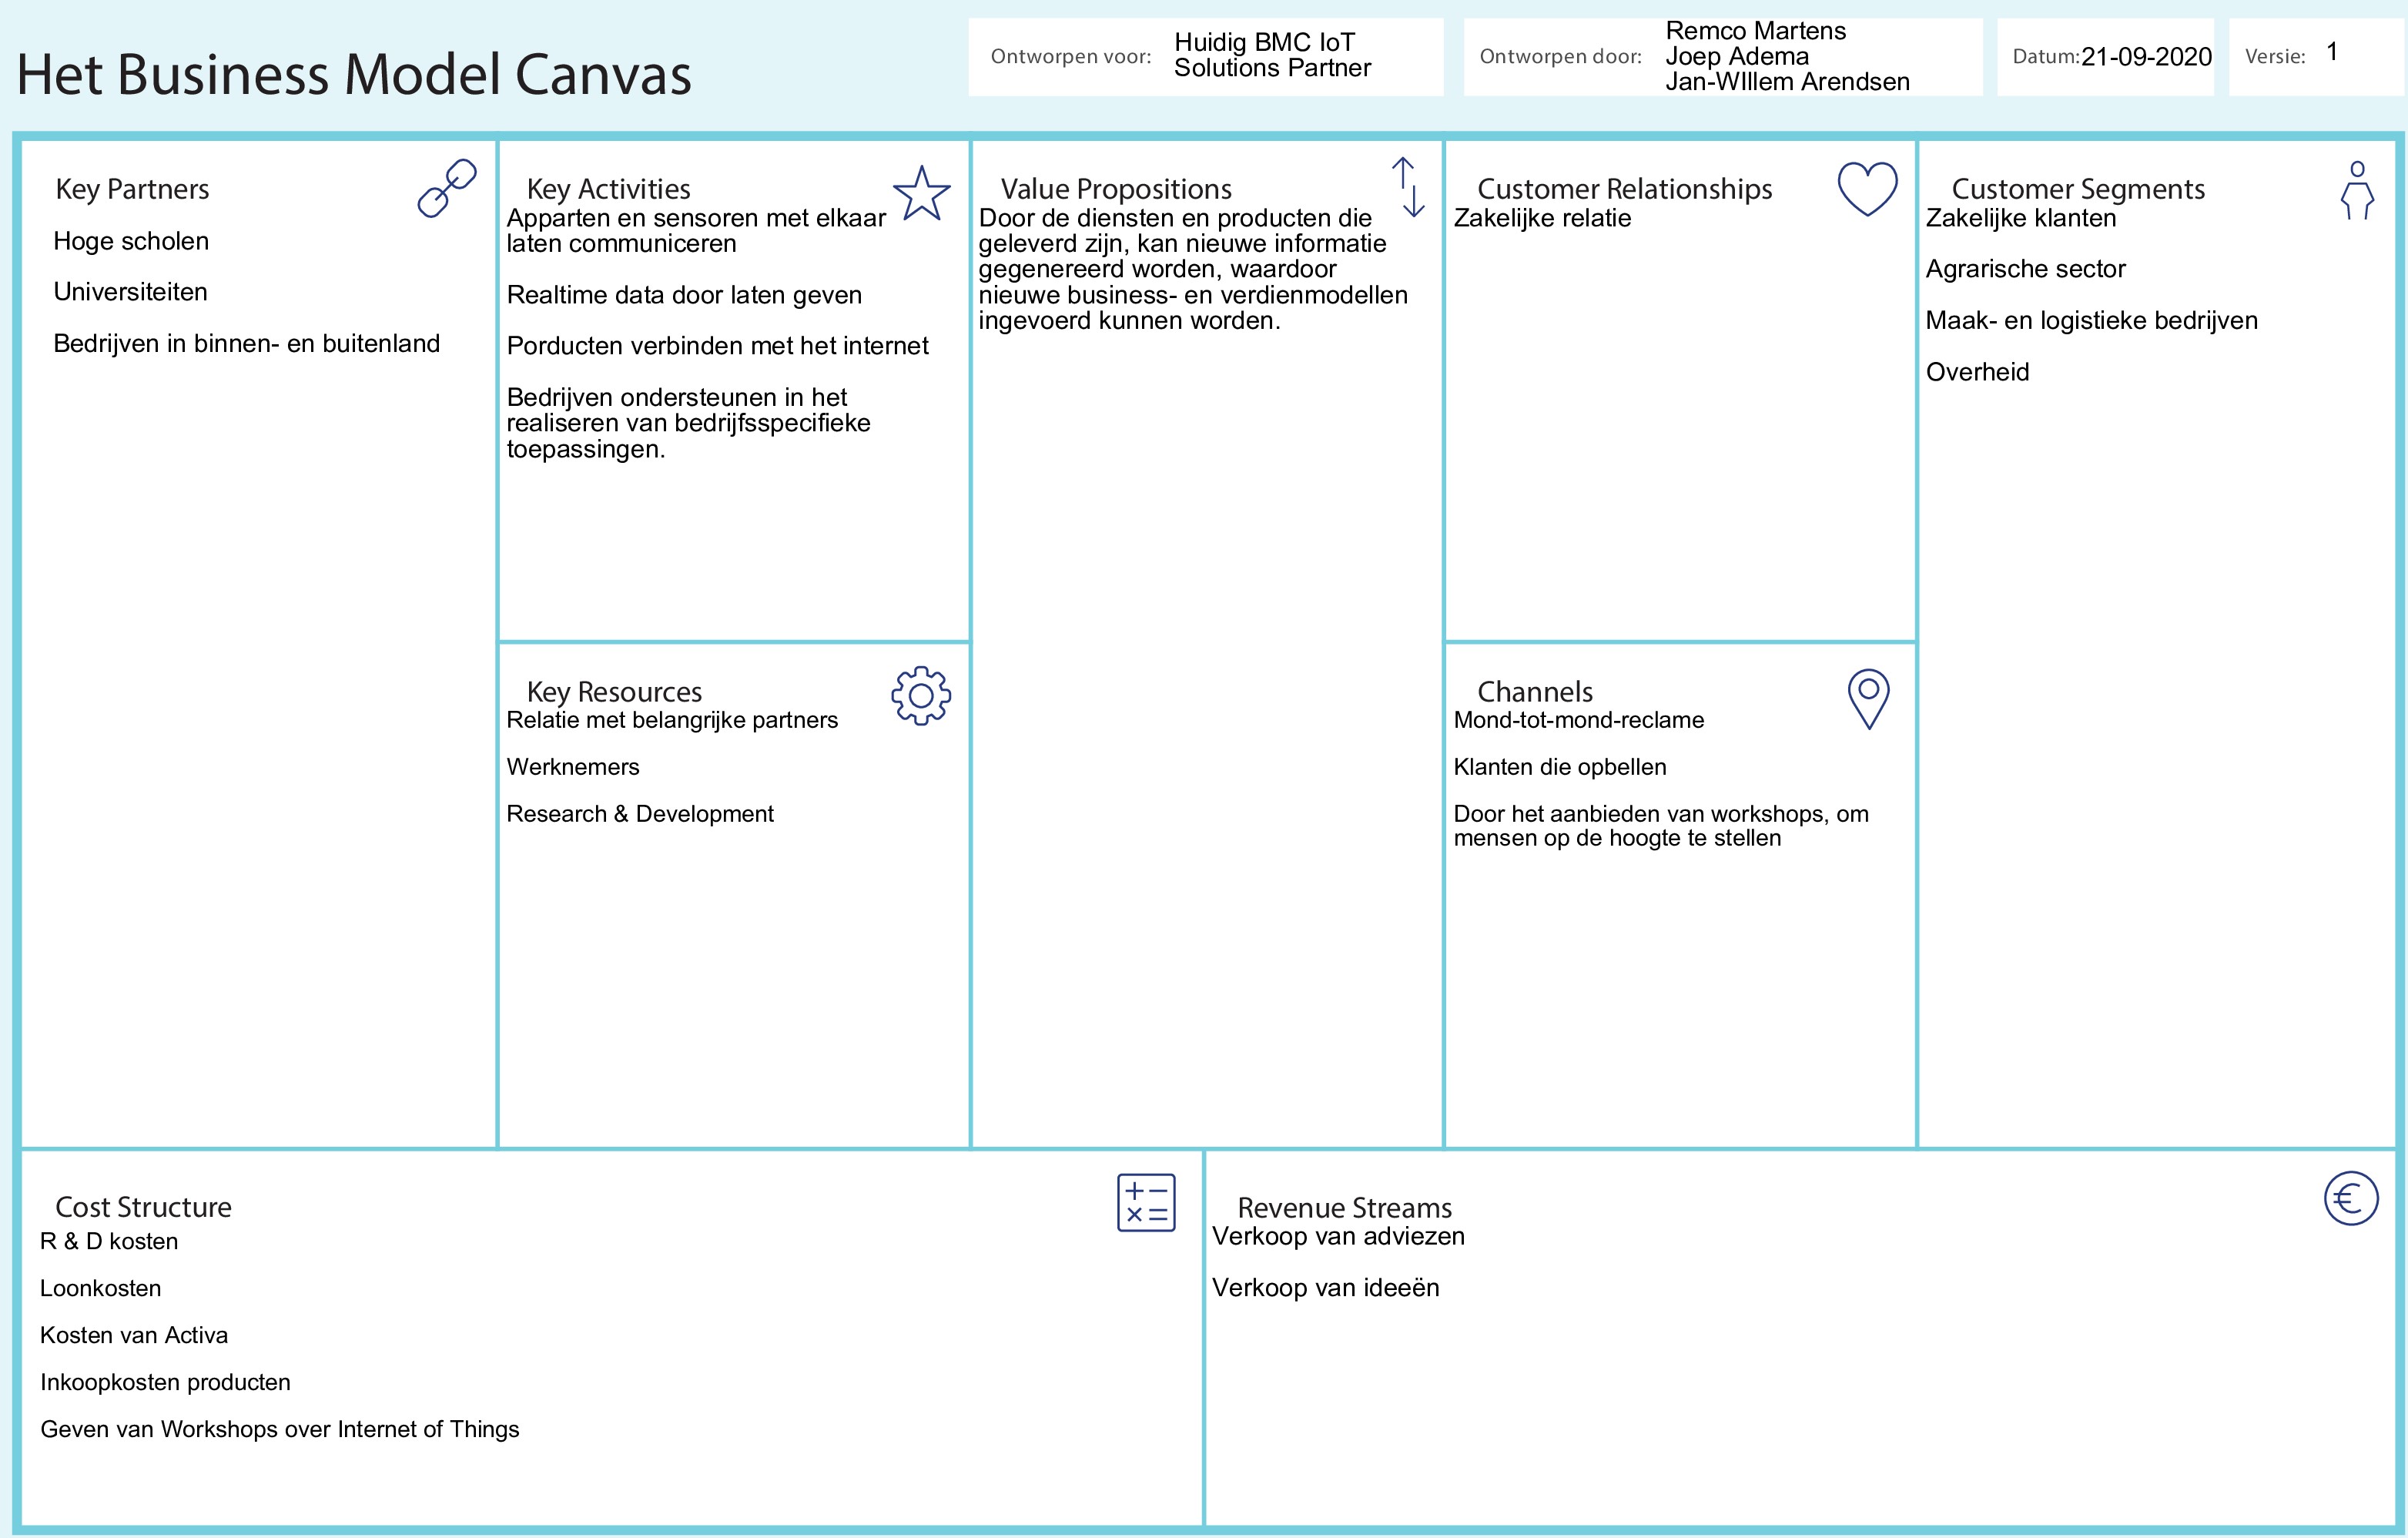 Het Business Model Canvas
Ontworpen voor:
Huidig BMC IoT
Solutions Partner
Ontworpen door:
Remco Martens
Joep Adema
Jan-WIllem Arendsen
Datum:21-09-2020
Versie: 1
Key Partners
Hoge scholen
Universiteiten
Bedrijven in binnen- en buitenland
Key Activities
Apparten en sensoren met elkaar
laten communiceren
Realtime data door laten geven
Porducten verbinden met het internet
Bedrijven ondersteunen in het
realiseren van bedrijfsspecifieke
toepassingen.
Key Resources
Relatie met belangrijke partners
Werknemers
Research & Development
Value Propositions
Door de diensten en producten die
geleverd zijn, kan nieuwe informatie
gegenereerd worden, waardoor
nieuwe business- en verdienmodellen
ingevoerd kunnen worden.
Customer Relationships
Zakelijke relatie
Channels
Mond-tot-mond-reclame
Klanten die opbellen
Door het aanbieden van workshops, om
mensen op de hoogte te stellen
Customer Segments
Zakelijke klanten
Agrarische sector
Maak- en logistieke bedrijven
Overheid
Cost Structure
R & D kosten
Loonkosten
Kosten van Activa
Inkoopkosten producten
Geven van Workshops over Internet of Things
Revenue Streams
Verkoop van adviezen
Verkoop van ideeën